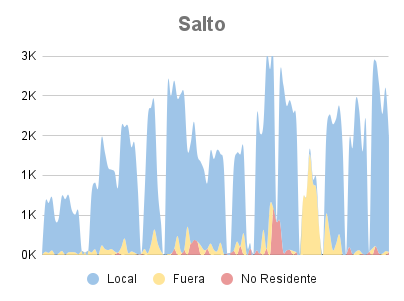 Salto
3K
2K
2K
1K
1K
0K
Local Fuera No Residente